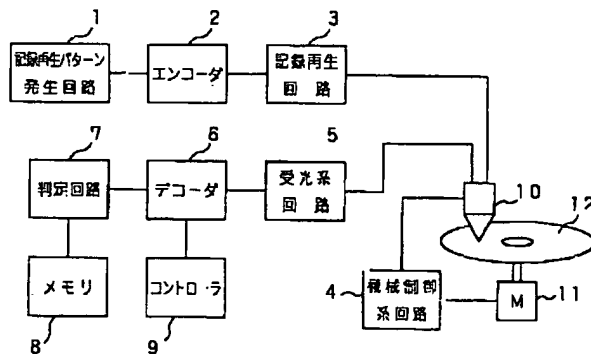 1
2
3
記録再生パターン
発生回路
エンコーダ
記録再生
回路
7
6
5
判定回路
デコーダ
受光系
回路
10
12
メモリ
コントロ・ラ
4
機械制御
系回路
M
11
8
9